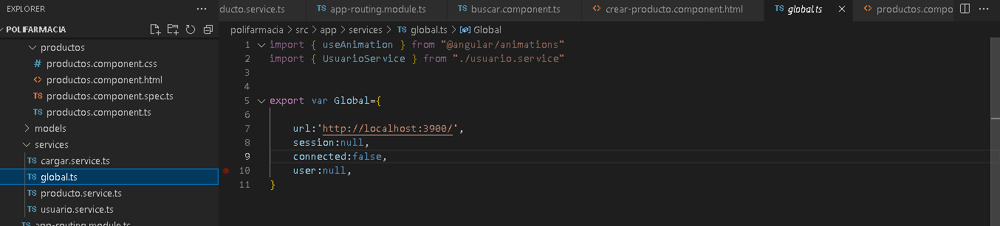 EXPLORER ···
ducto.service.ts TS app-routing.module.ts TS buscar.component.ts <> crear-producto.component.html TS global.ts × <> productos.compo ···
POLIFARMACIA
polifarmacia > src > app > services > TS global.ts > Global
productos
# productos.component.css
<> productos.component.html
TS productos.component.spec.ts
TS productos.component.ts
models
services
TS cargar.service.ts
TS global.ts
TS producto.service.ts
TS usuario.service.ts
TS app-routing.module.ts
1 import { useAnimation } from "@angular/animations"
2 import { UsuarioService } from "./usuario.service"
3
4
5 export var Global={
6
7 url:'http://localhost:3900/',
8 session:null,
9 connected:false,
10 user:null,
11 }